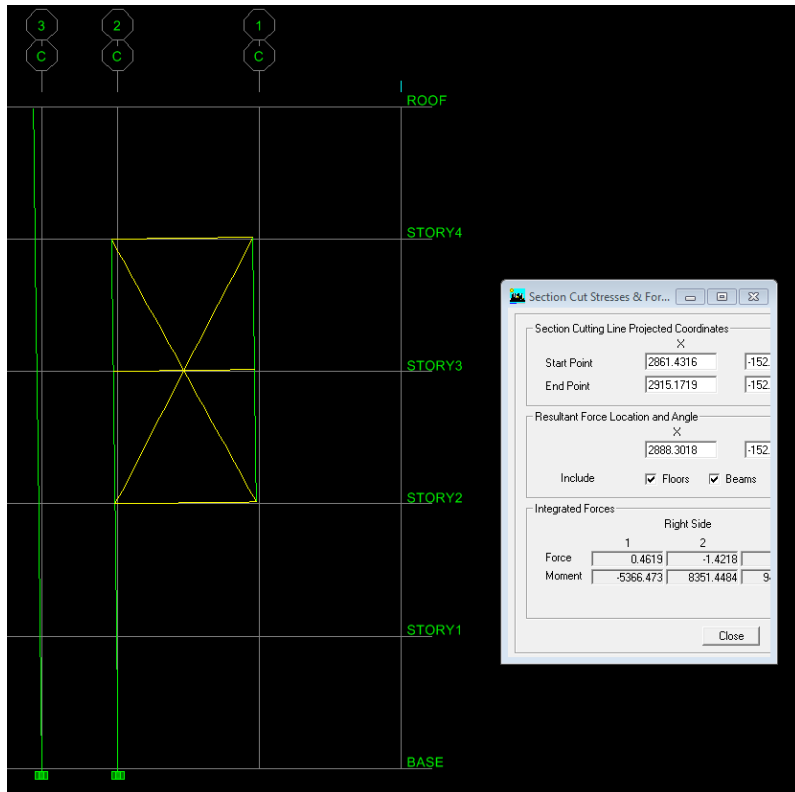 3 2 1
C C C
ROOF
STORY4
STORY3
STORY2
STORY1
BASE
Section Cut Stresses & For...
Section Cutting Line Projected Coordinates
X
Start Point 2861.4316 -152.
End Point 2915.1719 -152.
Resultant Force Location and Angle
X
2888.3018 -152.
Include Floors Beams
Integrated Forces
Right Side
1 2
Force 0.4619 -1.4218
Moment -5366.473 8351.4484
Close